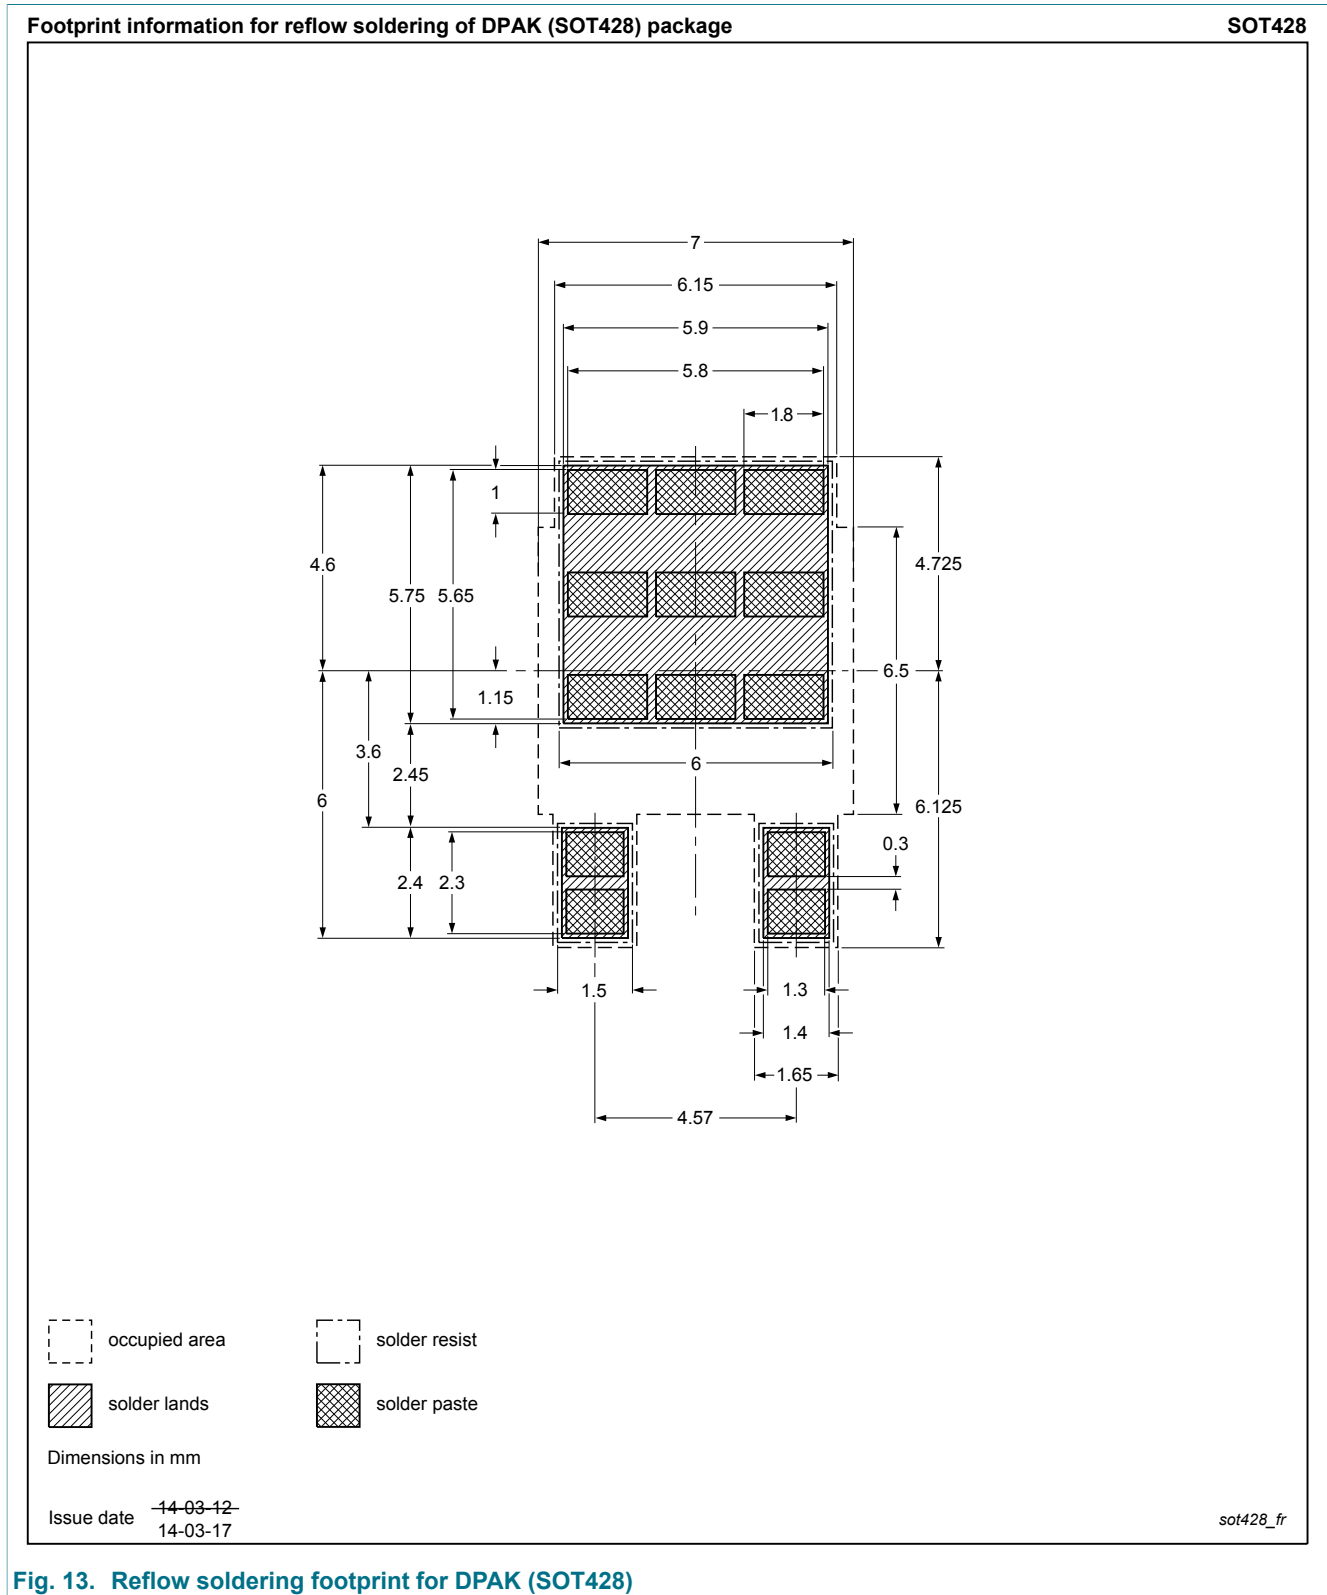 Footprint information for reflow soldering of DPAK (SOT428) package SOT428
7
6.15
5.9
5.8
1.8
1
4.6
4.725
5.75
5.65
6.5
1.15
3.6
6
2.45
6
6.125
0.3
2.4
2.3
1.5
1.3
1.4
1.65
4.57
occupied area
solder resist
solder lands
solder paste
Dimensions in mm
Issue date 14-03-12
14-03-17
sot428_fr
Fig. 13. Reflow soldering footprint for DPAK (SOT428)